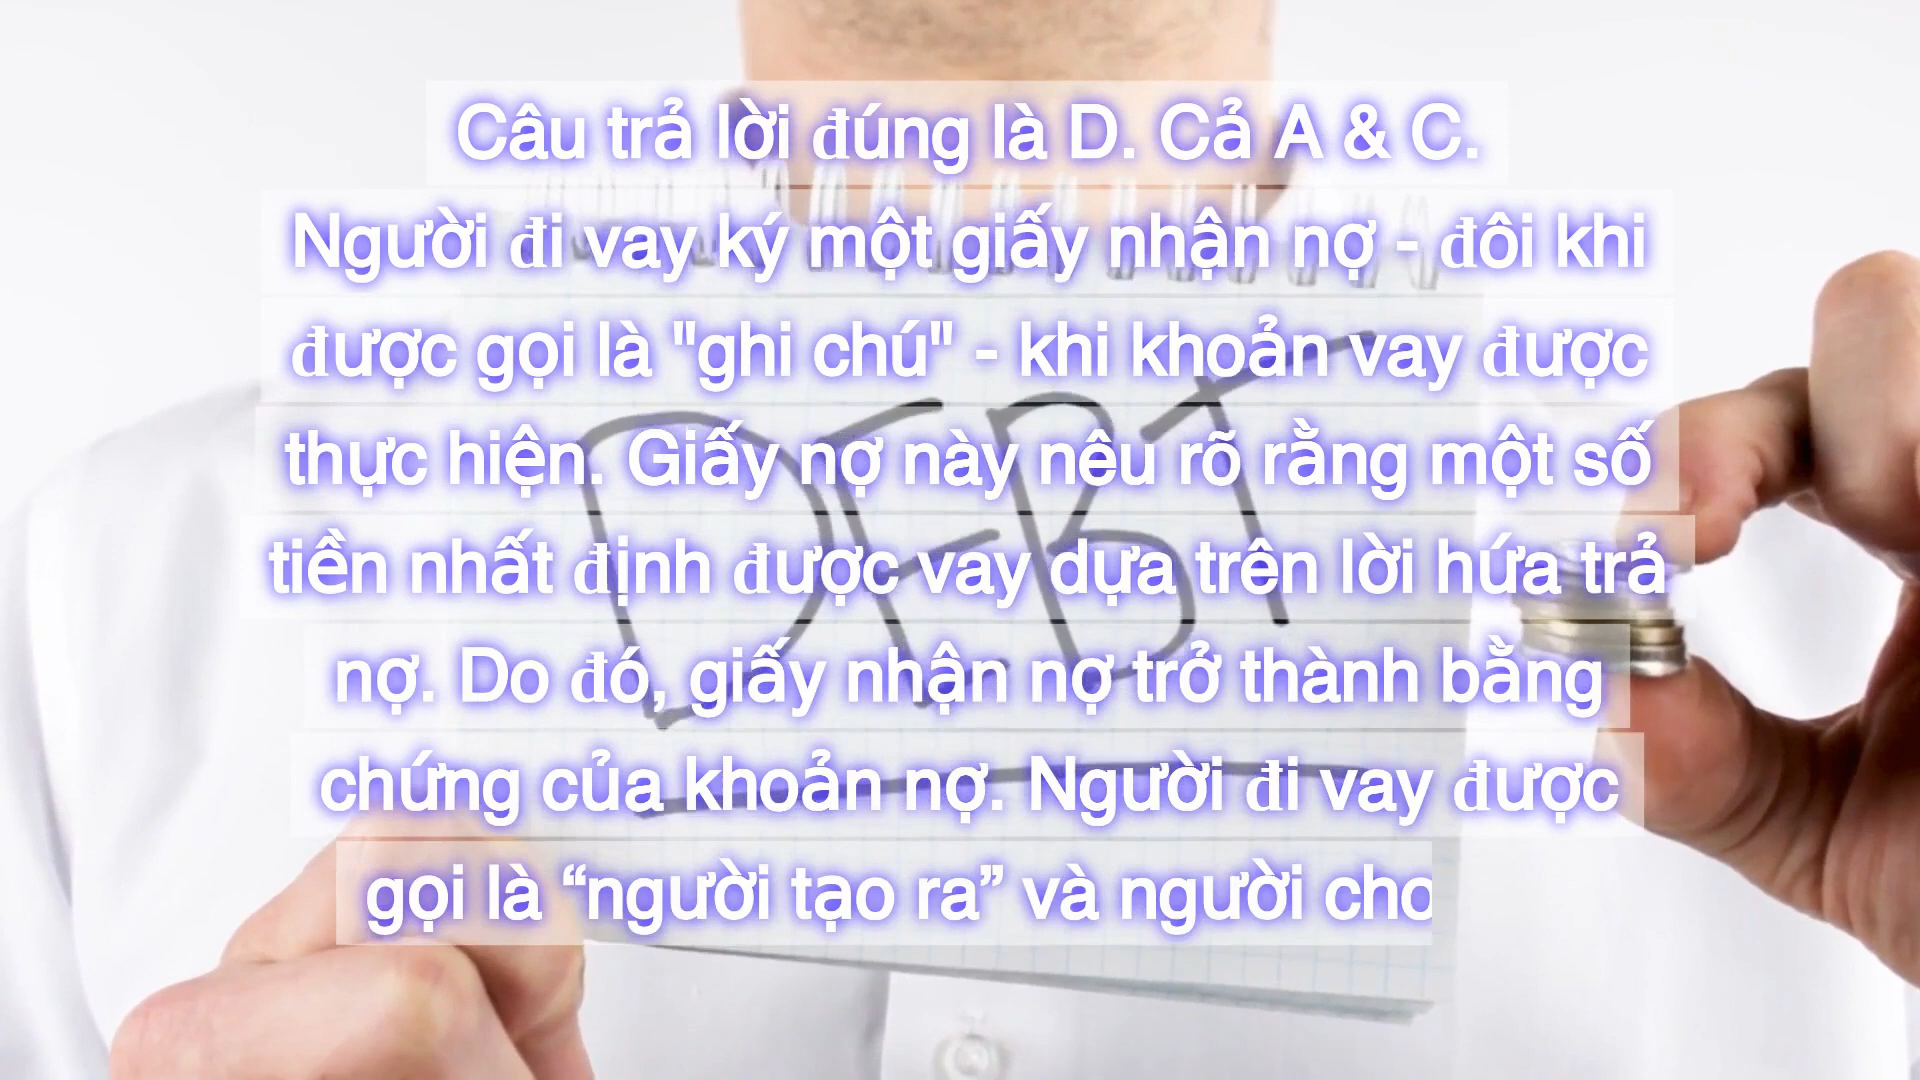 Câu trả lời đúng là D. Cả A & C.
Người đi vay ký một giấy nhận nợ - đôi khi
được gọi là "ghi chú" - khi khoản vay được
thực hiện. Giấy nợ này nêu rõ rằng một số
tiền nhất định được vay dựa trên lời hứa trả
nợ. Do đó, giấy nhận nợ trở thành bằng
chứng của khoản nợ. Người đi vay được
gọi là “người tạo ra” và người cho
DEBT